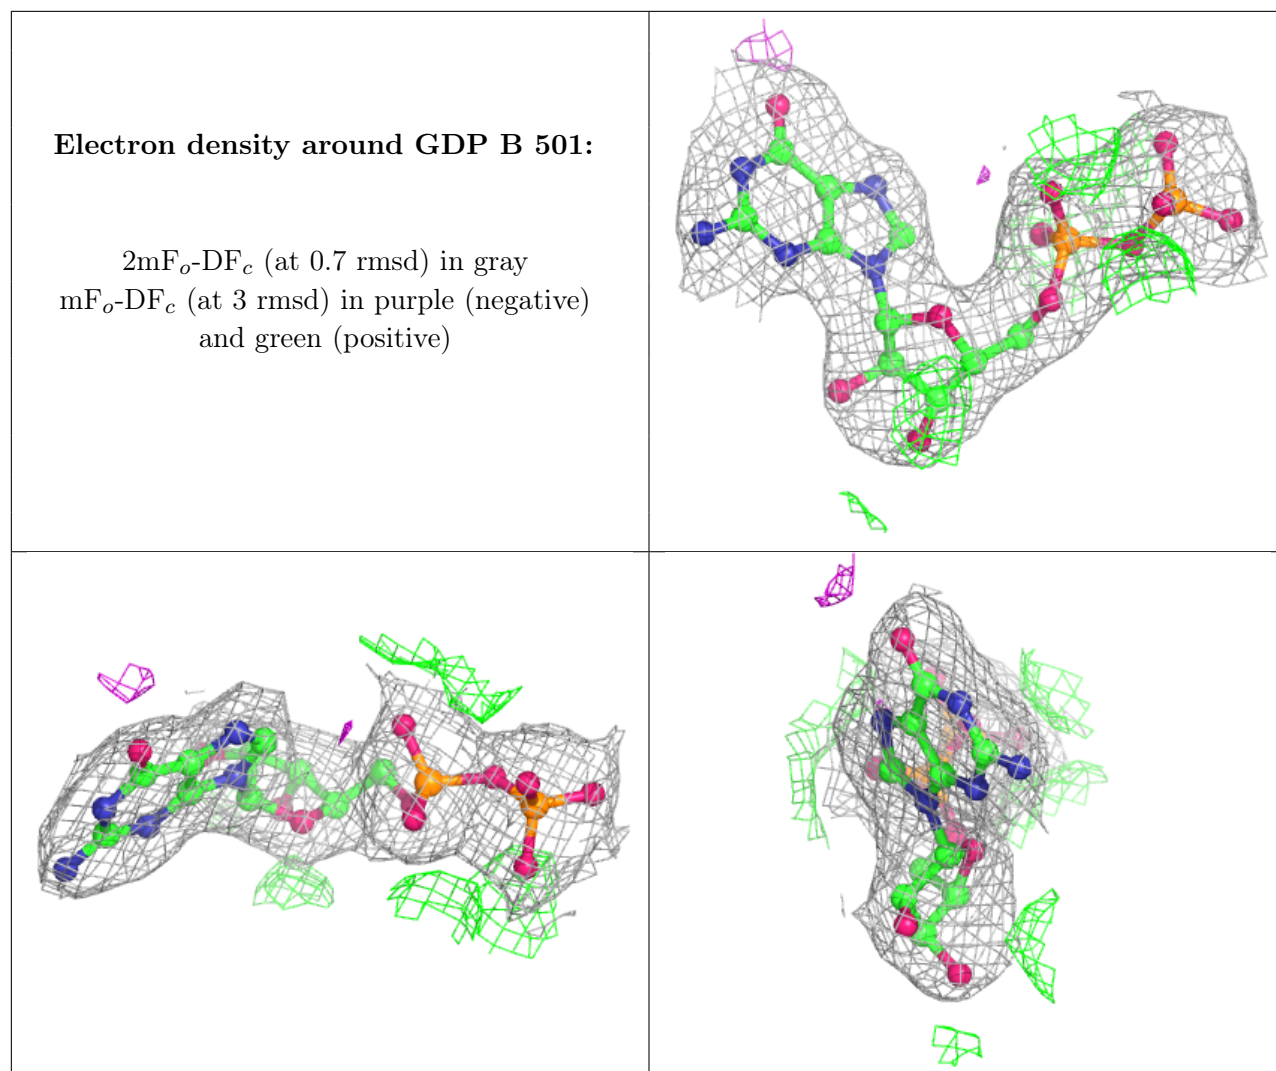 Electron density around GDP B 501:
2mFo-DFc (at 0.7 rmsd) in gray
mFo-DFc (at 3 rmsd) in purple (negative)
and green (positive)